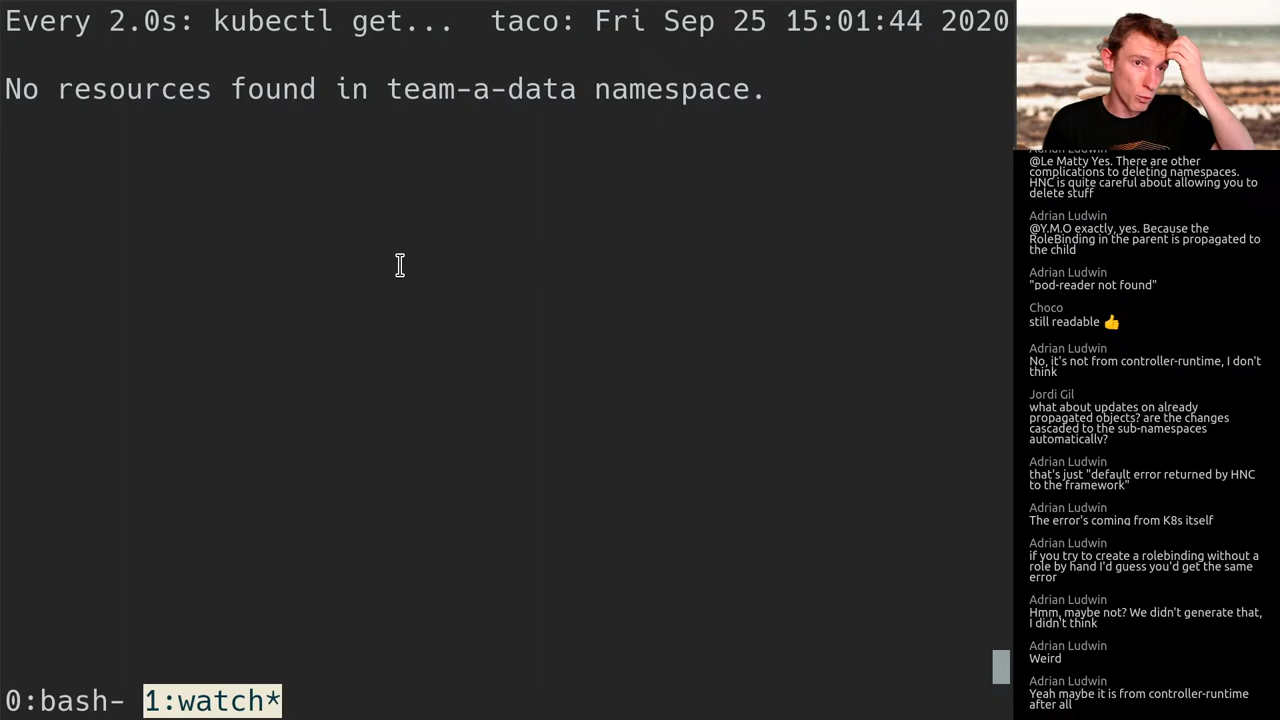 Every 2.0s: kubectl get...  taco: Fri Sep 25 15:01:44 2020
No resources found in team-a-data namespace.
0:bash- 1:watch*
Adrian Ludwin
@Le Matty Yes. There are other
complications to deleting namespaces.
HNC is quite careful about allowing you to
delete stuff
Adrian Ludwin
@Y.M.O exactly, yes. Because the
RoleBinding in the parent is propagated to
the child
Adrian Ludwin
"pod-reader not found"
Choco
still readable 👍
Adrian Ludwin
No, it's not from controller-runtime, I don't
think
Jordi Gil
what about updates on already
propagated objects? are the changes
cascaded to the sub-namespaces
automatically?
Adrian Ludwin
that's just "default error returned by HNC
to the framework"
Adrian Ludwin
The error's coming from K8s itself
Adrian Ludwin
if you try to create a rolebinding without a
role by hand I'd guess you'd get the same
error
Adrian Ludwin
Hmm, maybe not? We didn't generate that,
I didn't think
Adrian Ludwin
Weird
Adrian Ludwin
Yeah maybe it is from controller-runtime
after all